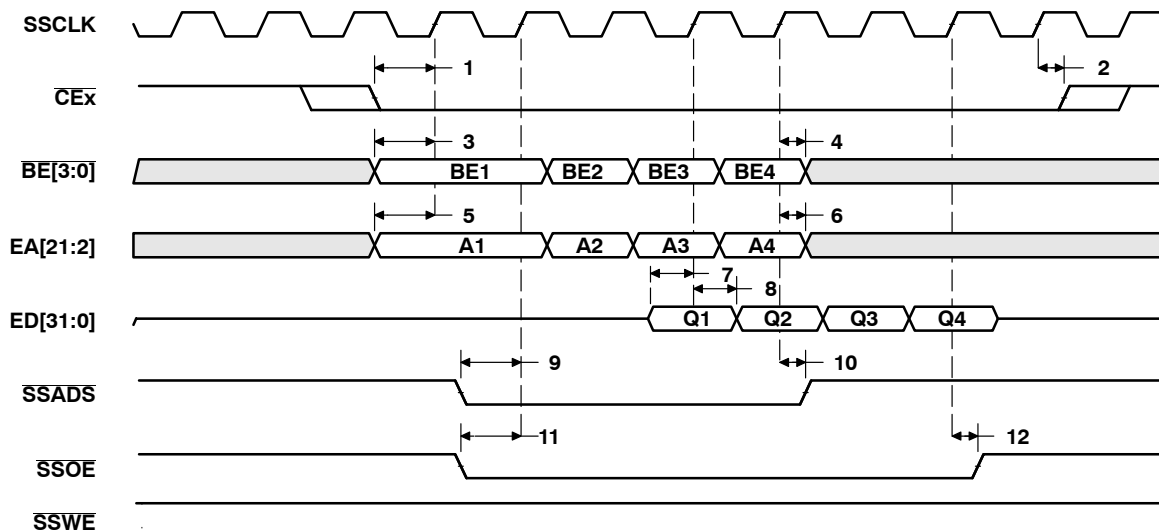 SSCLK
1
2
CEx
3
4
BE[3:0]
BE1 BE2 BE3 BE4
5
6
EA[21:2]
A1 A2 A3 A4
7
8
ED[31:0]
Q1 Q2 Q3 Q4
9
10
SSADS
11
12
SSOE
SSWE